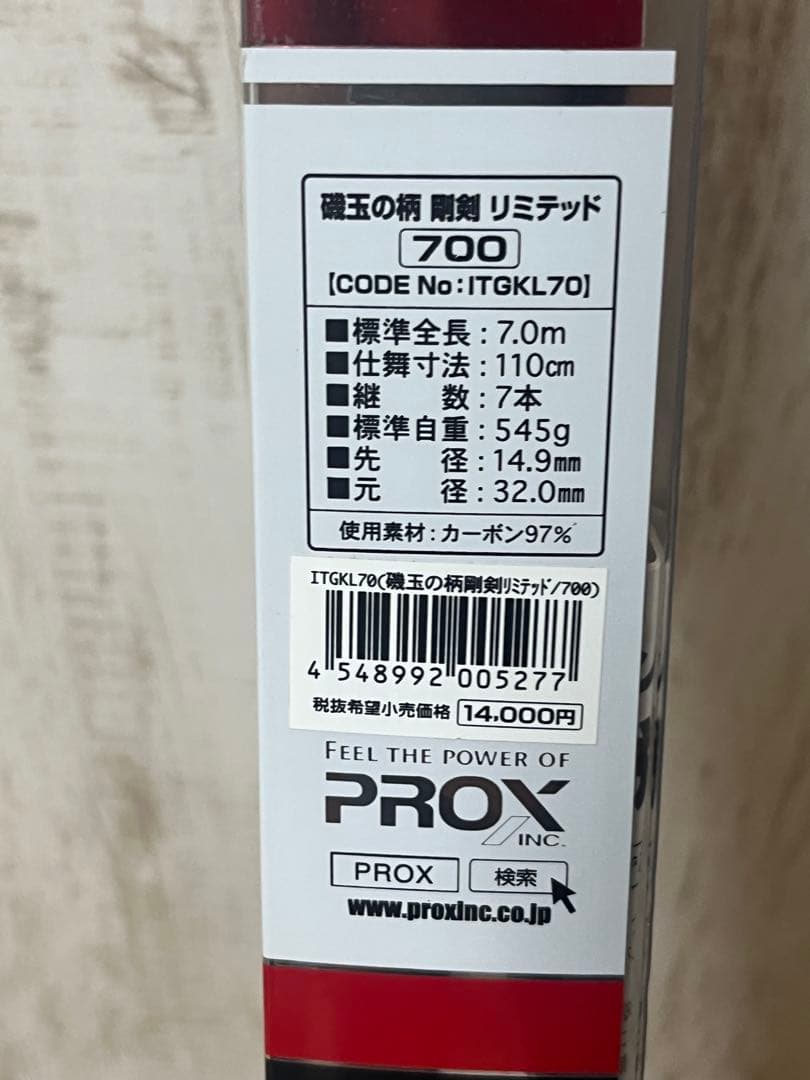 磯玉の柄 剛剣 リミテッド
700
【CODE No:ITGKL70】
■標準全長:7.0m
■仕舞寸法:110㎝
■継 数:7本
■標準自重:545g
■先 径:14.9㎜
■元 径:32.0㎜
使用素材:カーボン97%
ITGKL70(磯玉の柄剛剣ﾘﾐﾃｯﾄﾞ/700)
4 548992 005277
税抜希望小売価格 14,000円
FEEL THE POWER OF
PROX
INC.
PROX 検索
www.proxinc.co.jp